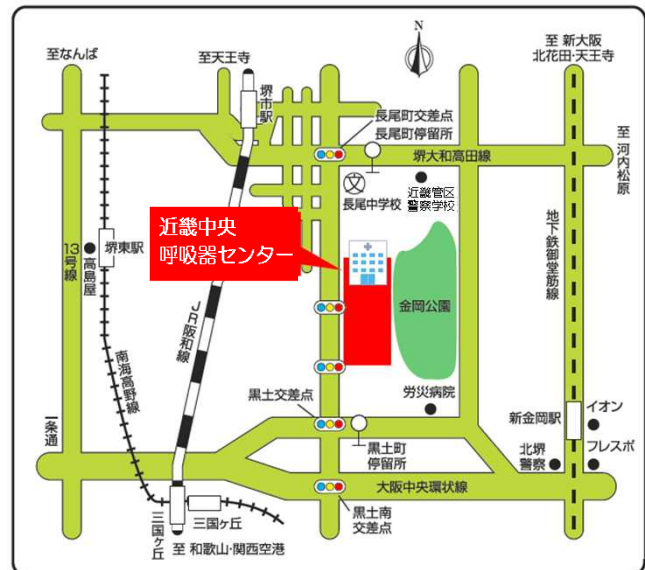 N
至なんば
至天王寺
至 新大阪
北花田・天王寺
堺市駅
長尾町交差点
長尾町停留所
堺大和高田線
至 河内松原
長尾中学校
文
近畿管区
警察学校
近畿中央
呼吸器センター
13号線
高島屋
堺東駅
JR阪和線
金岡公園
地下鉄御堂筋線
南海高野線
労災病院
黒土交差点
黒土町
停留所
新金岡駅
イオン
一条通
北堺
警察
フレスポ
大阪中央環状線
三国ヶ丘
三国ヶ丘
黒土南
交差点
至 和歌山・関西空港